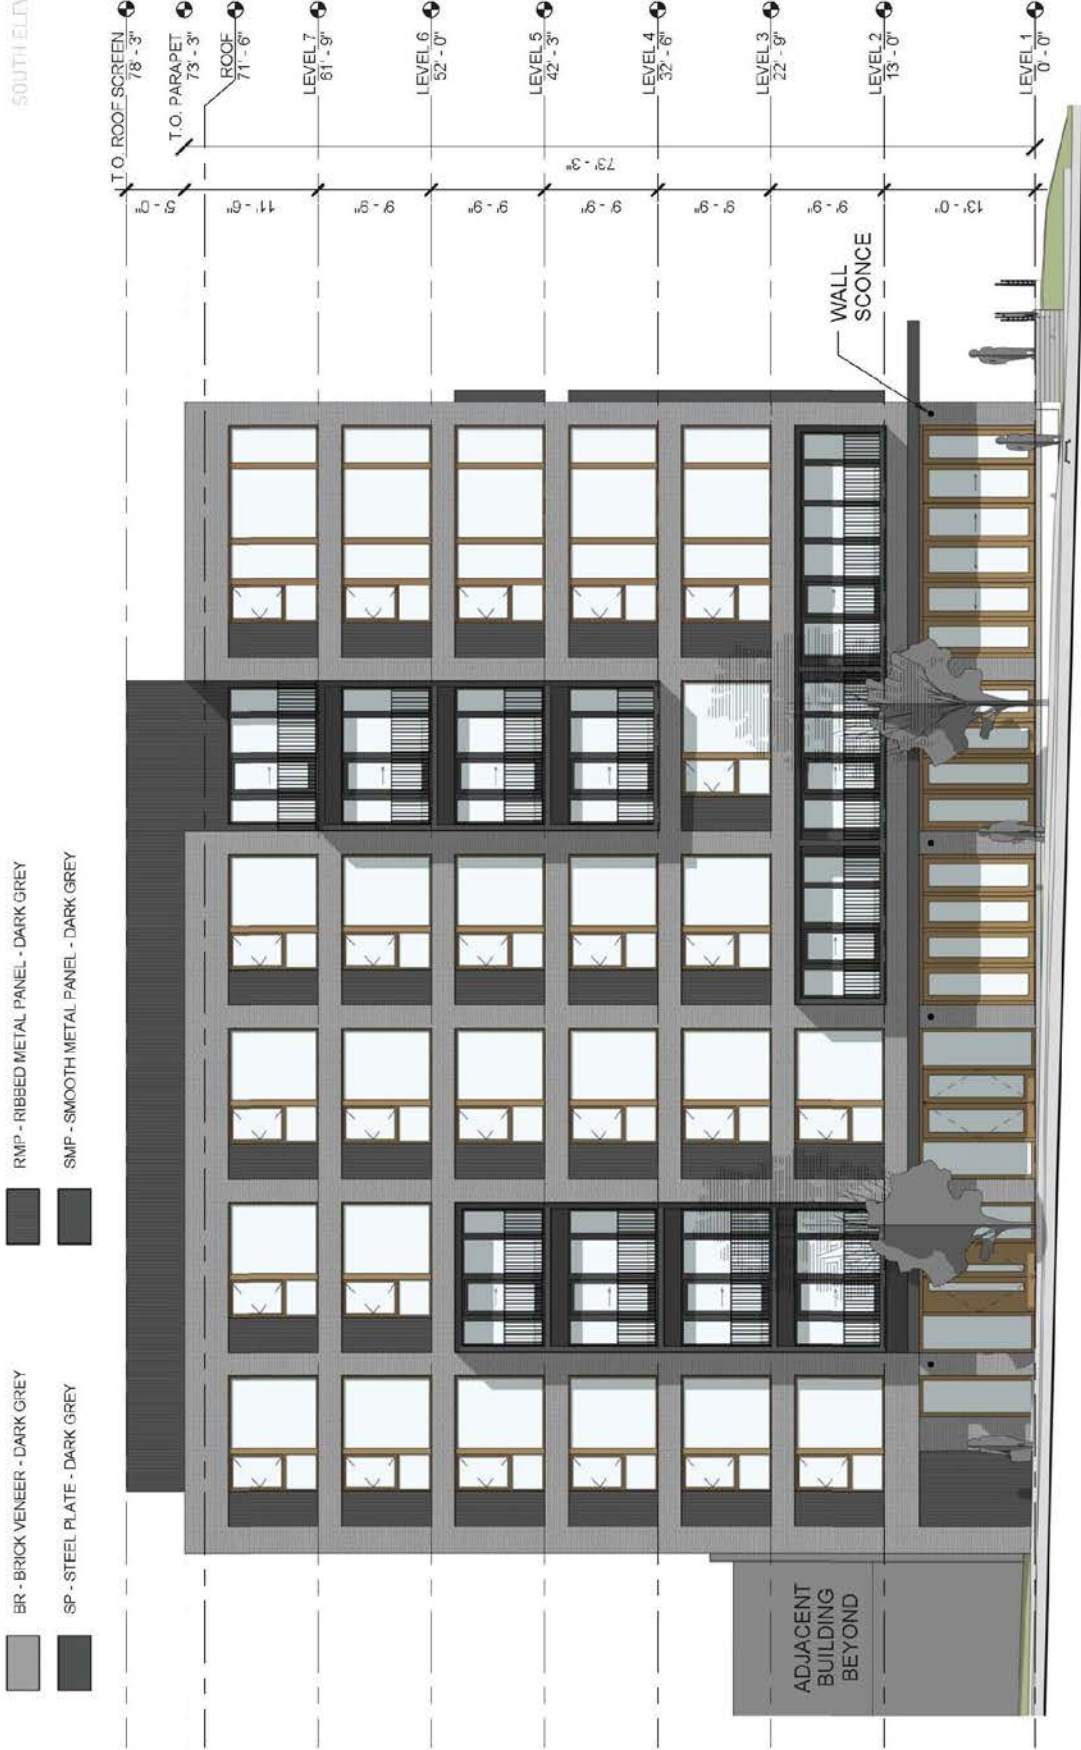 SOUTH ELEV
BR - BRICK VENEER - DARK GREY
RMP - RIBBED METAL PANEL - DARK GREY
SP - STEEL PLATE - DARK GREY
SMP - SMOOTH METAL PANEL - DARK GREY
T.O. ROOF SCREEN
78' - 3"
T.O. PARAPET
73' - 3"
ROOF
71' - 6"
LEVEL 7
61' - 9"
LEVEL 6
52' - 0"
LEVEL 5
42' - 3"
LEVEL 4
32' - 6"
LEVEL 3
22' - 9"
LEVEL 2
13' - 0"
LEVEL 1
0' - 0"
5' - 0"
11' - 6"
9' - 9"
9' - 9"
9' - 9"
9' - 9"
9' - 9"
13' - 0"
73' - 3"
WALL
SCONCE
ADJACENT
BUILDING
BEYOND